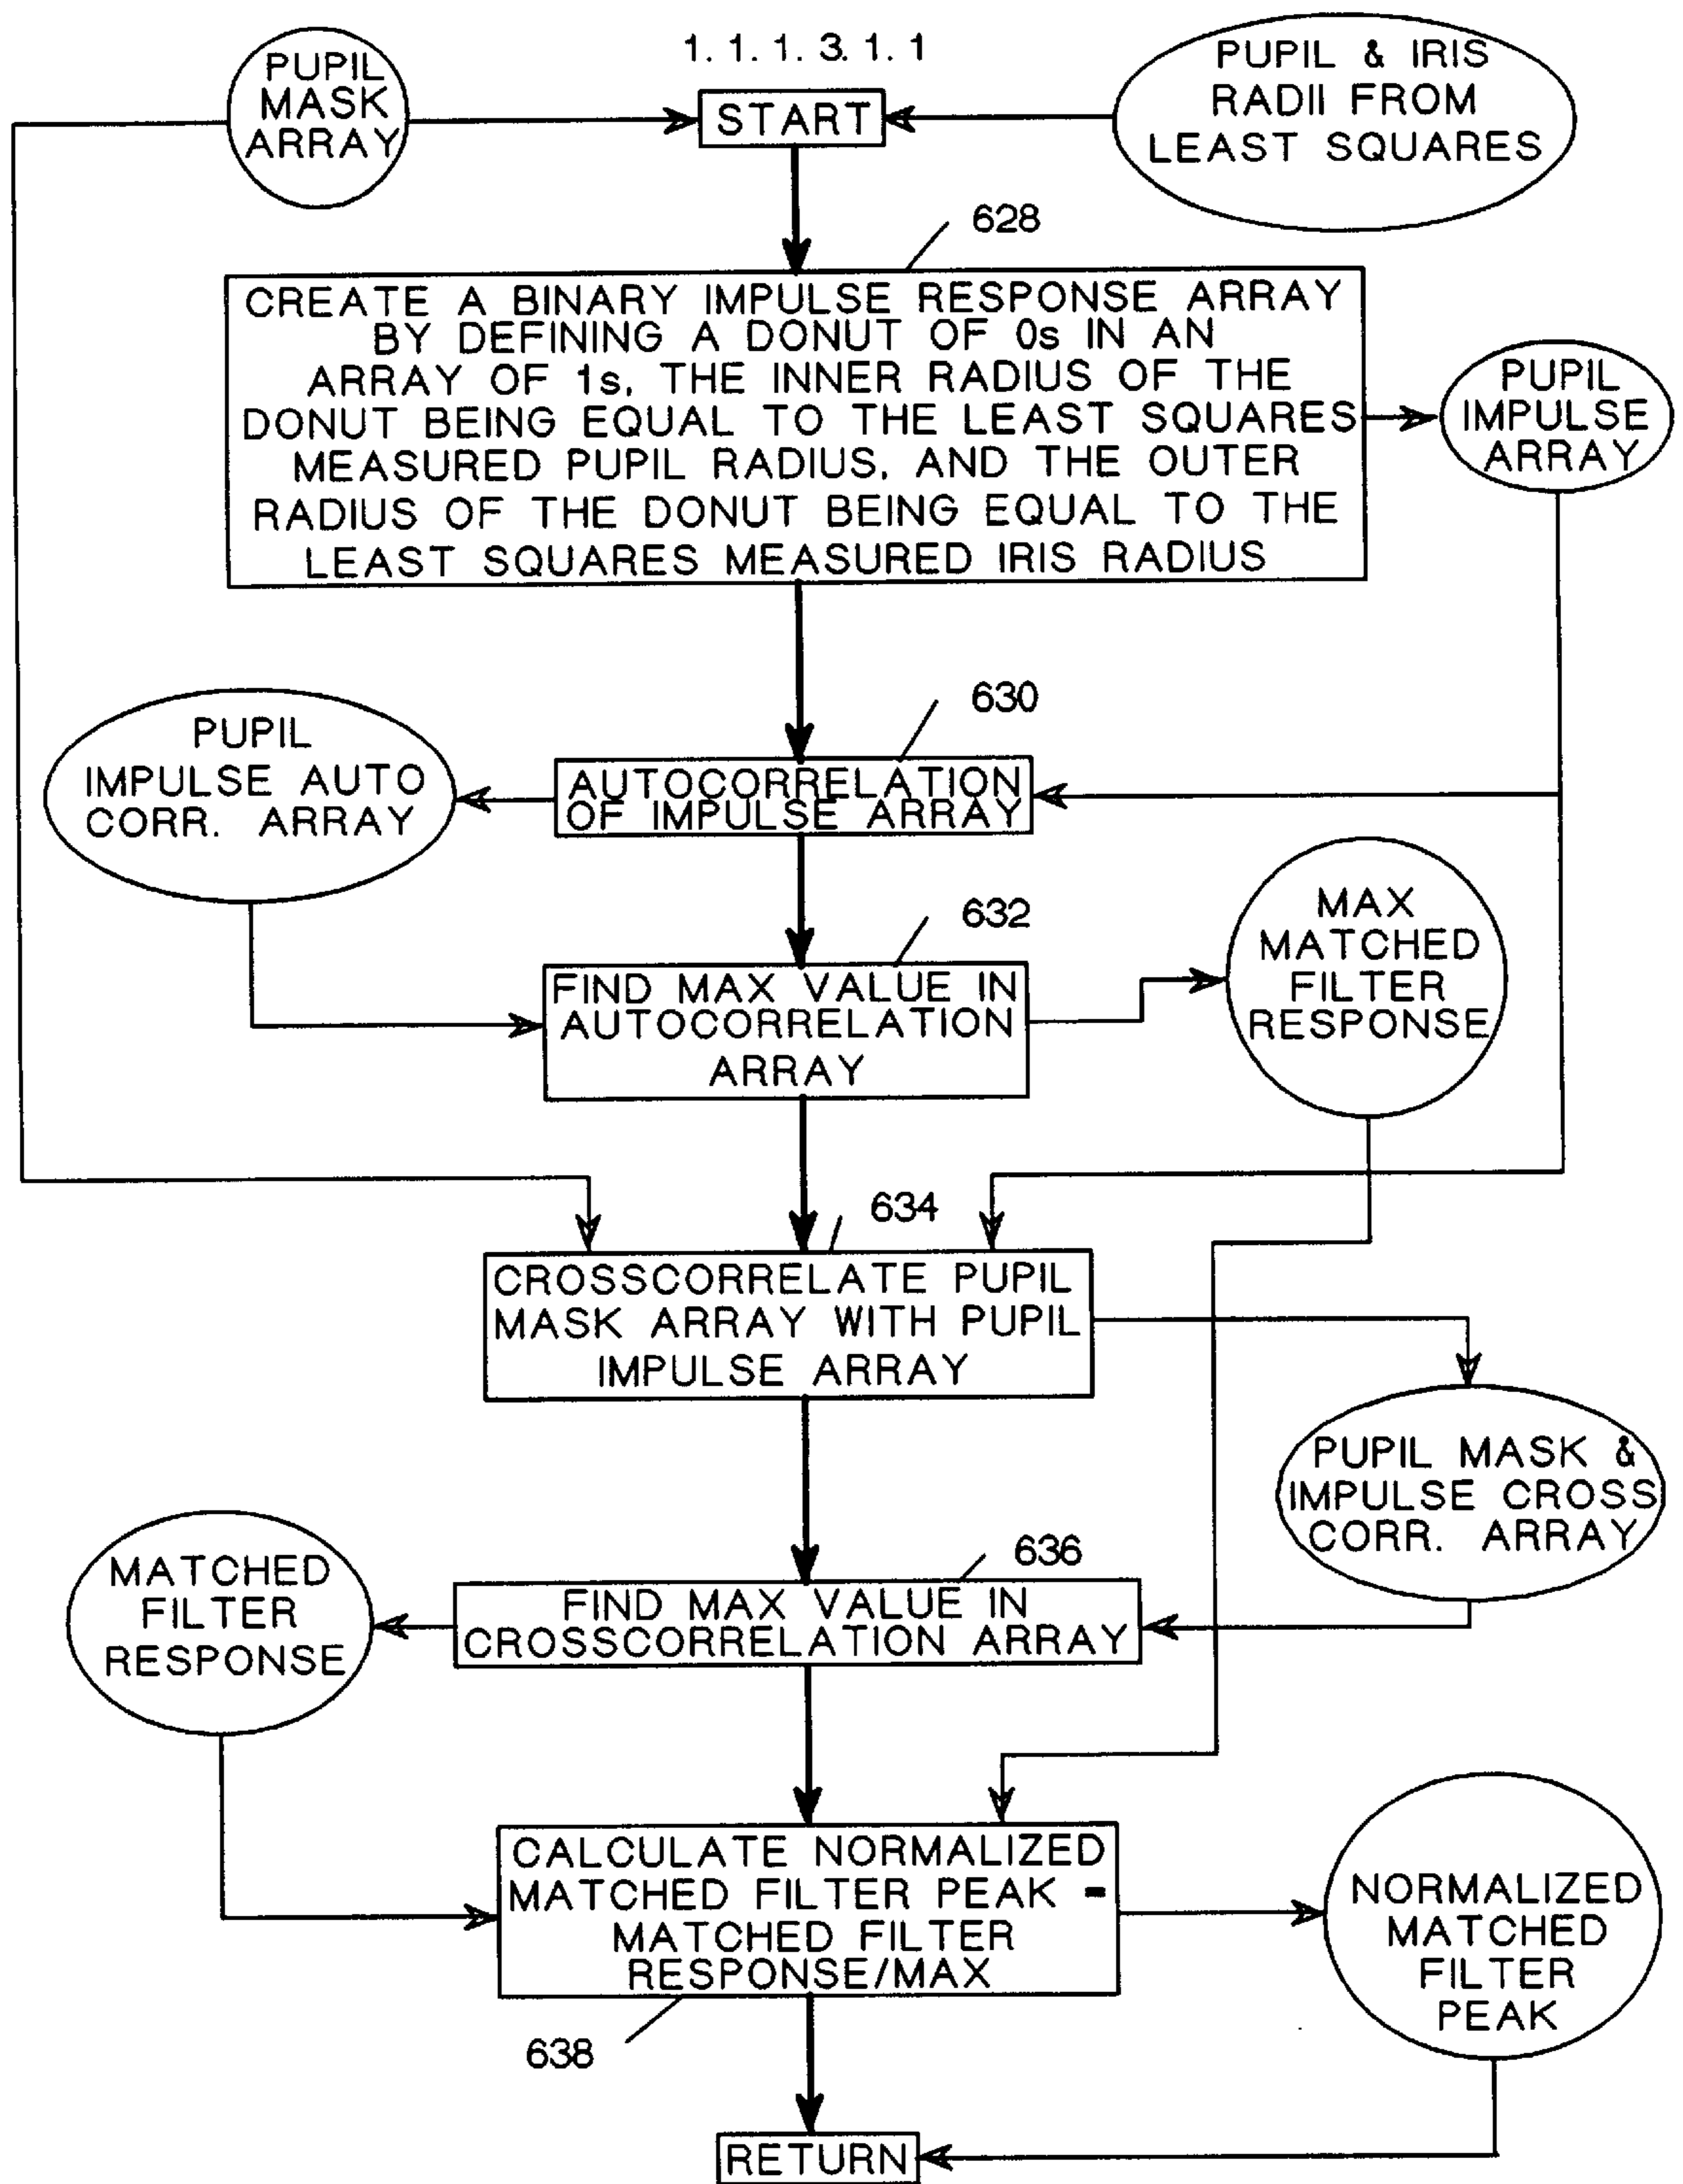 PUPIL
MASK
ARRAY
1. 1. 1. 3. 1. 1
START
PUPIL & IRIS
RADII FROM
LEAST SQUARES
628
CREATE A BINARY IMPULSE RESPONSE ARRAY
BY DEFINING A DONUT OF 0s IN AN
ARRAY OF 1s, THE INNER RADIUS OF THE
DONUT BEING EQUAL TO THE LEAST SQUARES
MEASURED PUPIL RADIUS, AND THE OUTER
RADIUS OF THE DONUT BEING EQUAL TO THE
LEAST SQUARES MEASURED IRIS RADIUS
PUPIL
IMPULSE
ARRAY
630
PUPIL
IMPULSE AUTO
CORR. ARRAY
AUTOCORRELATION
OF IMPULSE ARRAY
632
FIND MAX VALUE IN
AUTOCORRELATION
ARRAY
MAX
MATCHED
FILTER
RESPONSE
634
CROSSCORRELATE PUPIL
MASK ARRAY WITH PUPIL
IMPULSE ARRAY
PUPIL MASK &
IMPULSE CROSS
CORR. ARRAY
636
MATCHED
FILTER
RESPONSE
FIND MAX VALUE IN
CROSSCORRELATION ARRAY
CALCULATE NORMALIZED
MATCHED FILTER PEAK =
MATCHED FILTER
RESPONSE/MAX
638
NORMALIZED
MATCHED
FILTER
PEAK
RETURN